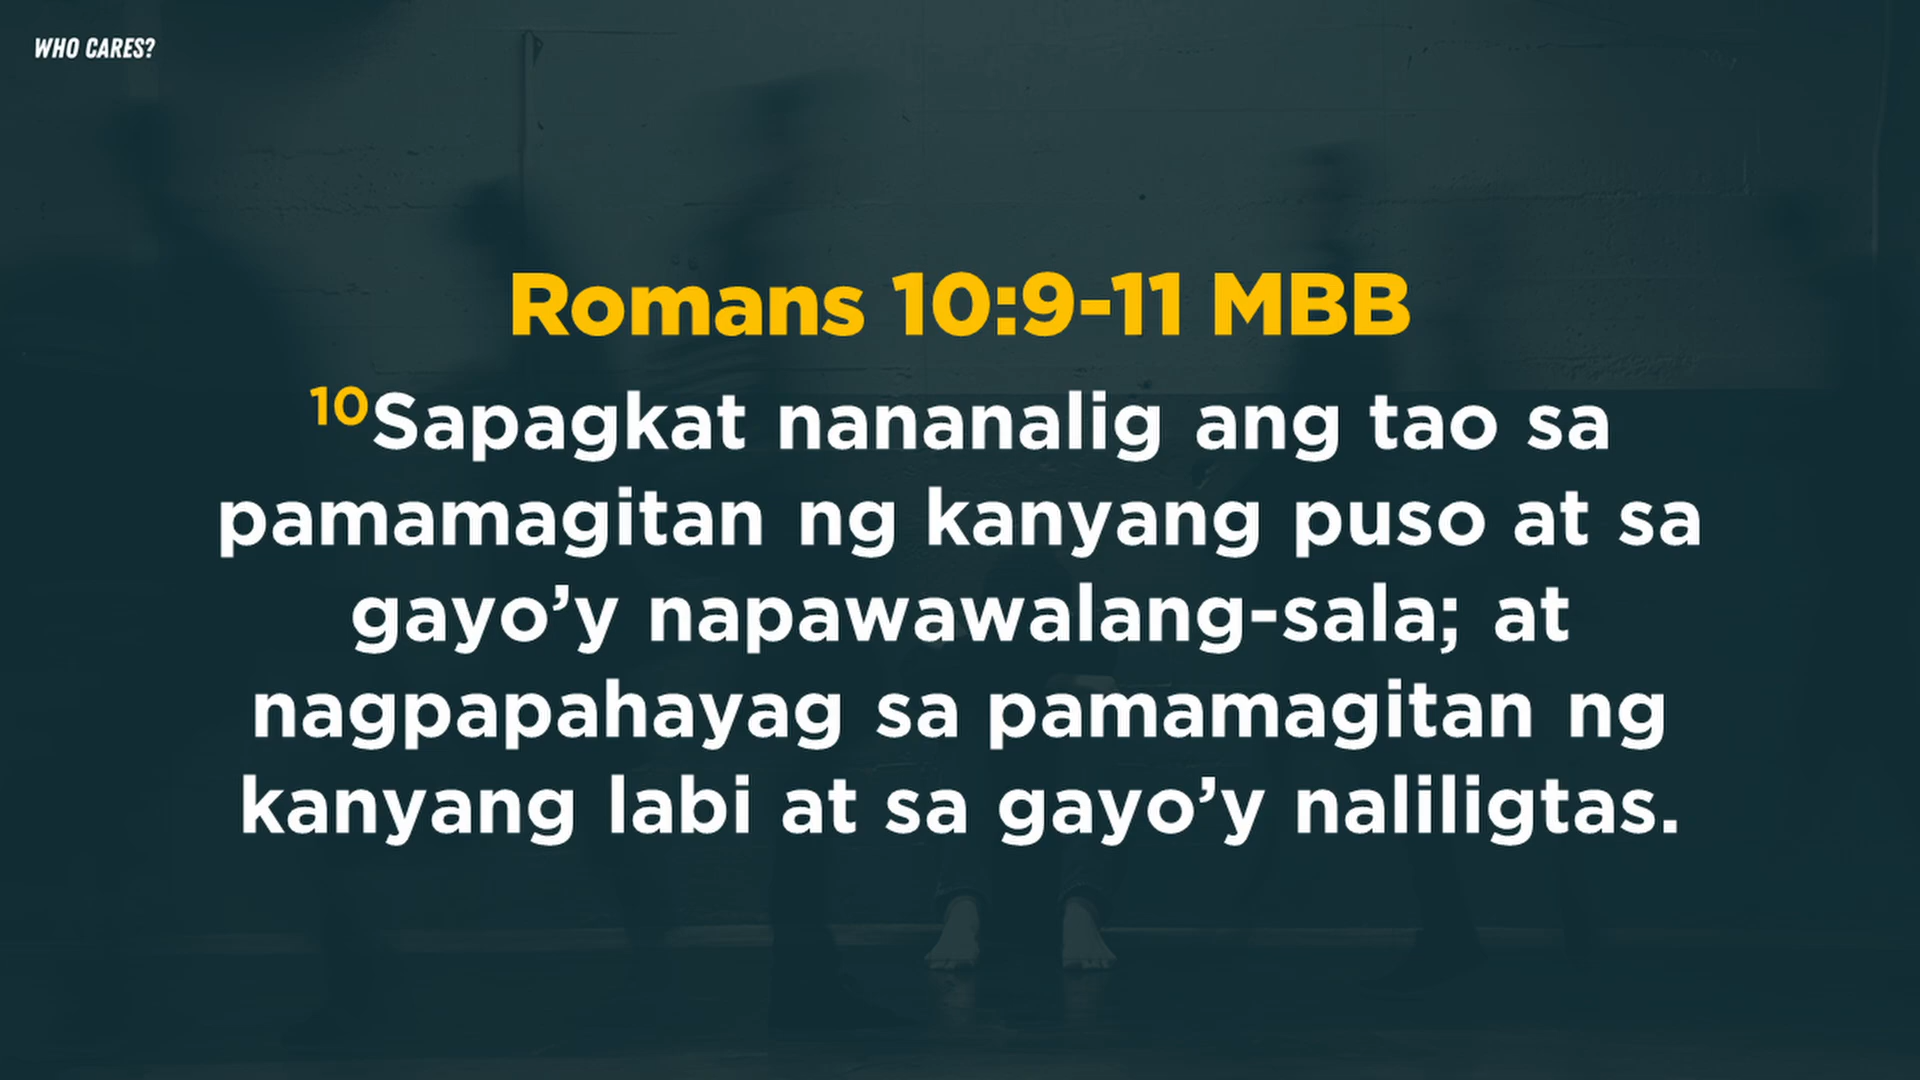 WHO CARES?
Romans 10:9-11 MBB
10Sapagkat nananalig ang tao sa
pamamagitan ng kanyang puso at sa
gayo’y napawawalang-sala; at
nagpapahayag sa pamamagitan ng
kanyang labi at sa gayo’y naliligtas.